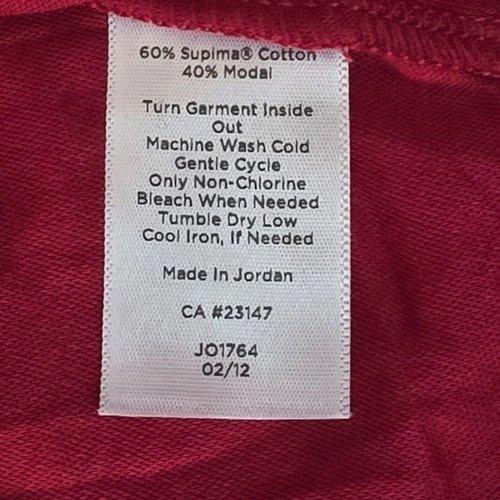 60% Supima® Cotton
40% Modal
Turn Garment Inside
Out
Machine Wash Cold
Gentle Cycle
Only Non-Chlorine
Bleach When Needed
Tumble Dry Low
Cool Iron, If Needed
Made In Jordan
CA #23147
JO1764
02/12